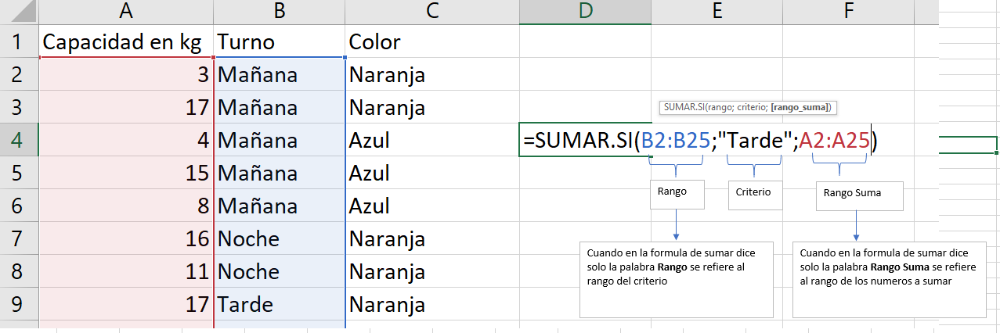 A B C D E F
1 Capacidad en kg Turno Color
2 3 Mañana Naranja
3 17 Mañana Naranja
SUMAR.SI(rango; criterio; [rango_suma])
4 4 Mañana Azul =SUMAR.SI(B2:B25;"Tarde";A2:A25)
5 15 Mañana Azul
Rango Criterio Rango Suma
6 8 Mañana Azul
7 16 Noche Naranja
8 11 Noche Naranja
9 17 Tarde Naranja
Cuando en la formula de sumar dice
solo la palabra Rango se refiere al
rango del criterio
Cuando en la formula de sumar dice
solo la palabra Rango Suma se refiere
al rango de los numeros a sumar